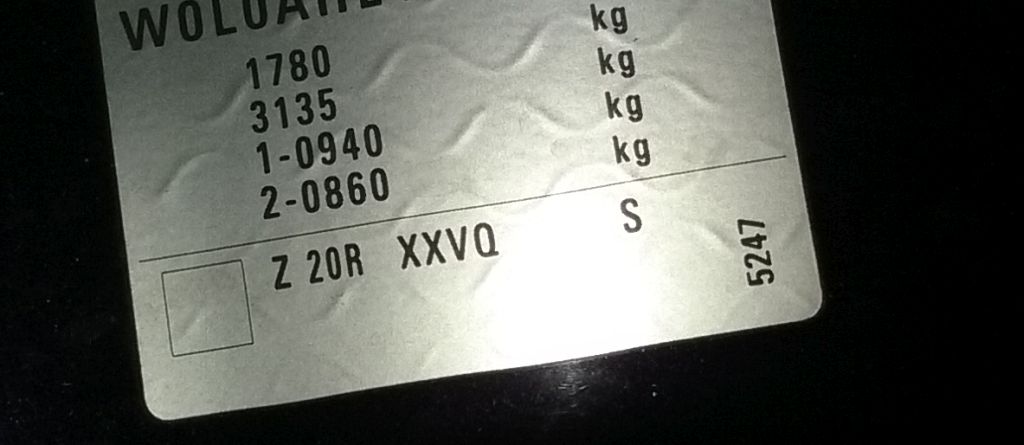 1780 kg
3135 kg
1-0940 kg
2-0860 kg
Z 20R XXVQ S
5247